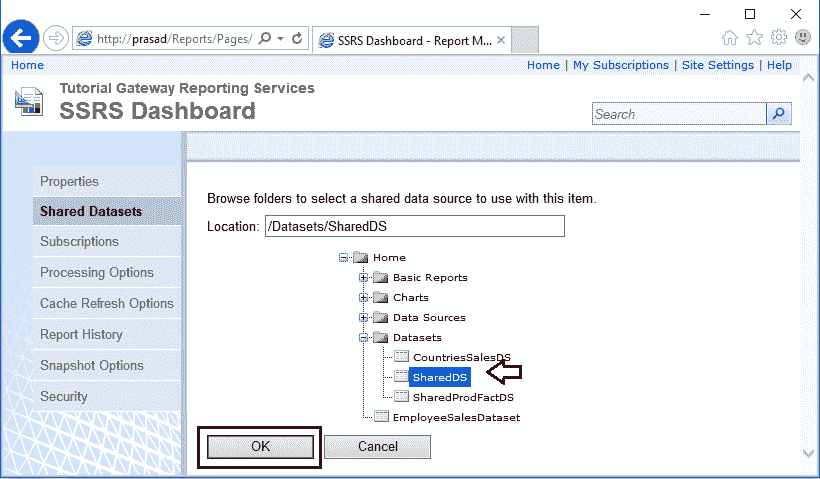 http://prasad/Reports/Pages/
SSRS Dashboard - Report M...
Home
Home | My Subscriptions | Site Settings | Help
Tutorial Gateway Reporting Services
SSRS Dashboard
Search
Properties
Shared Datasets
Subscriptions
Processing Options
Cache Refresh Options
Report History
Snapshot Options
Security
Browse folders to select a shared data source to use with this item.
Location: /Datasets/SharedDS
Home
Basic Reports
Charts
Data Sources
Datasets
CountriesSalesDS
SharedDS
SharedProdFactDS
EmployeeSalesDataset
OK
Cancel